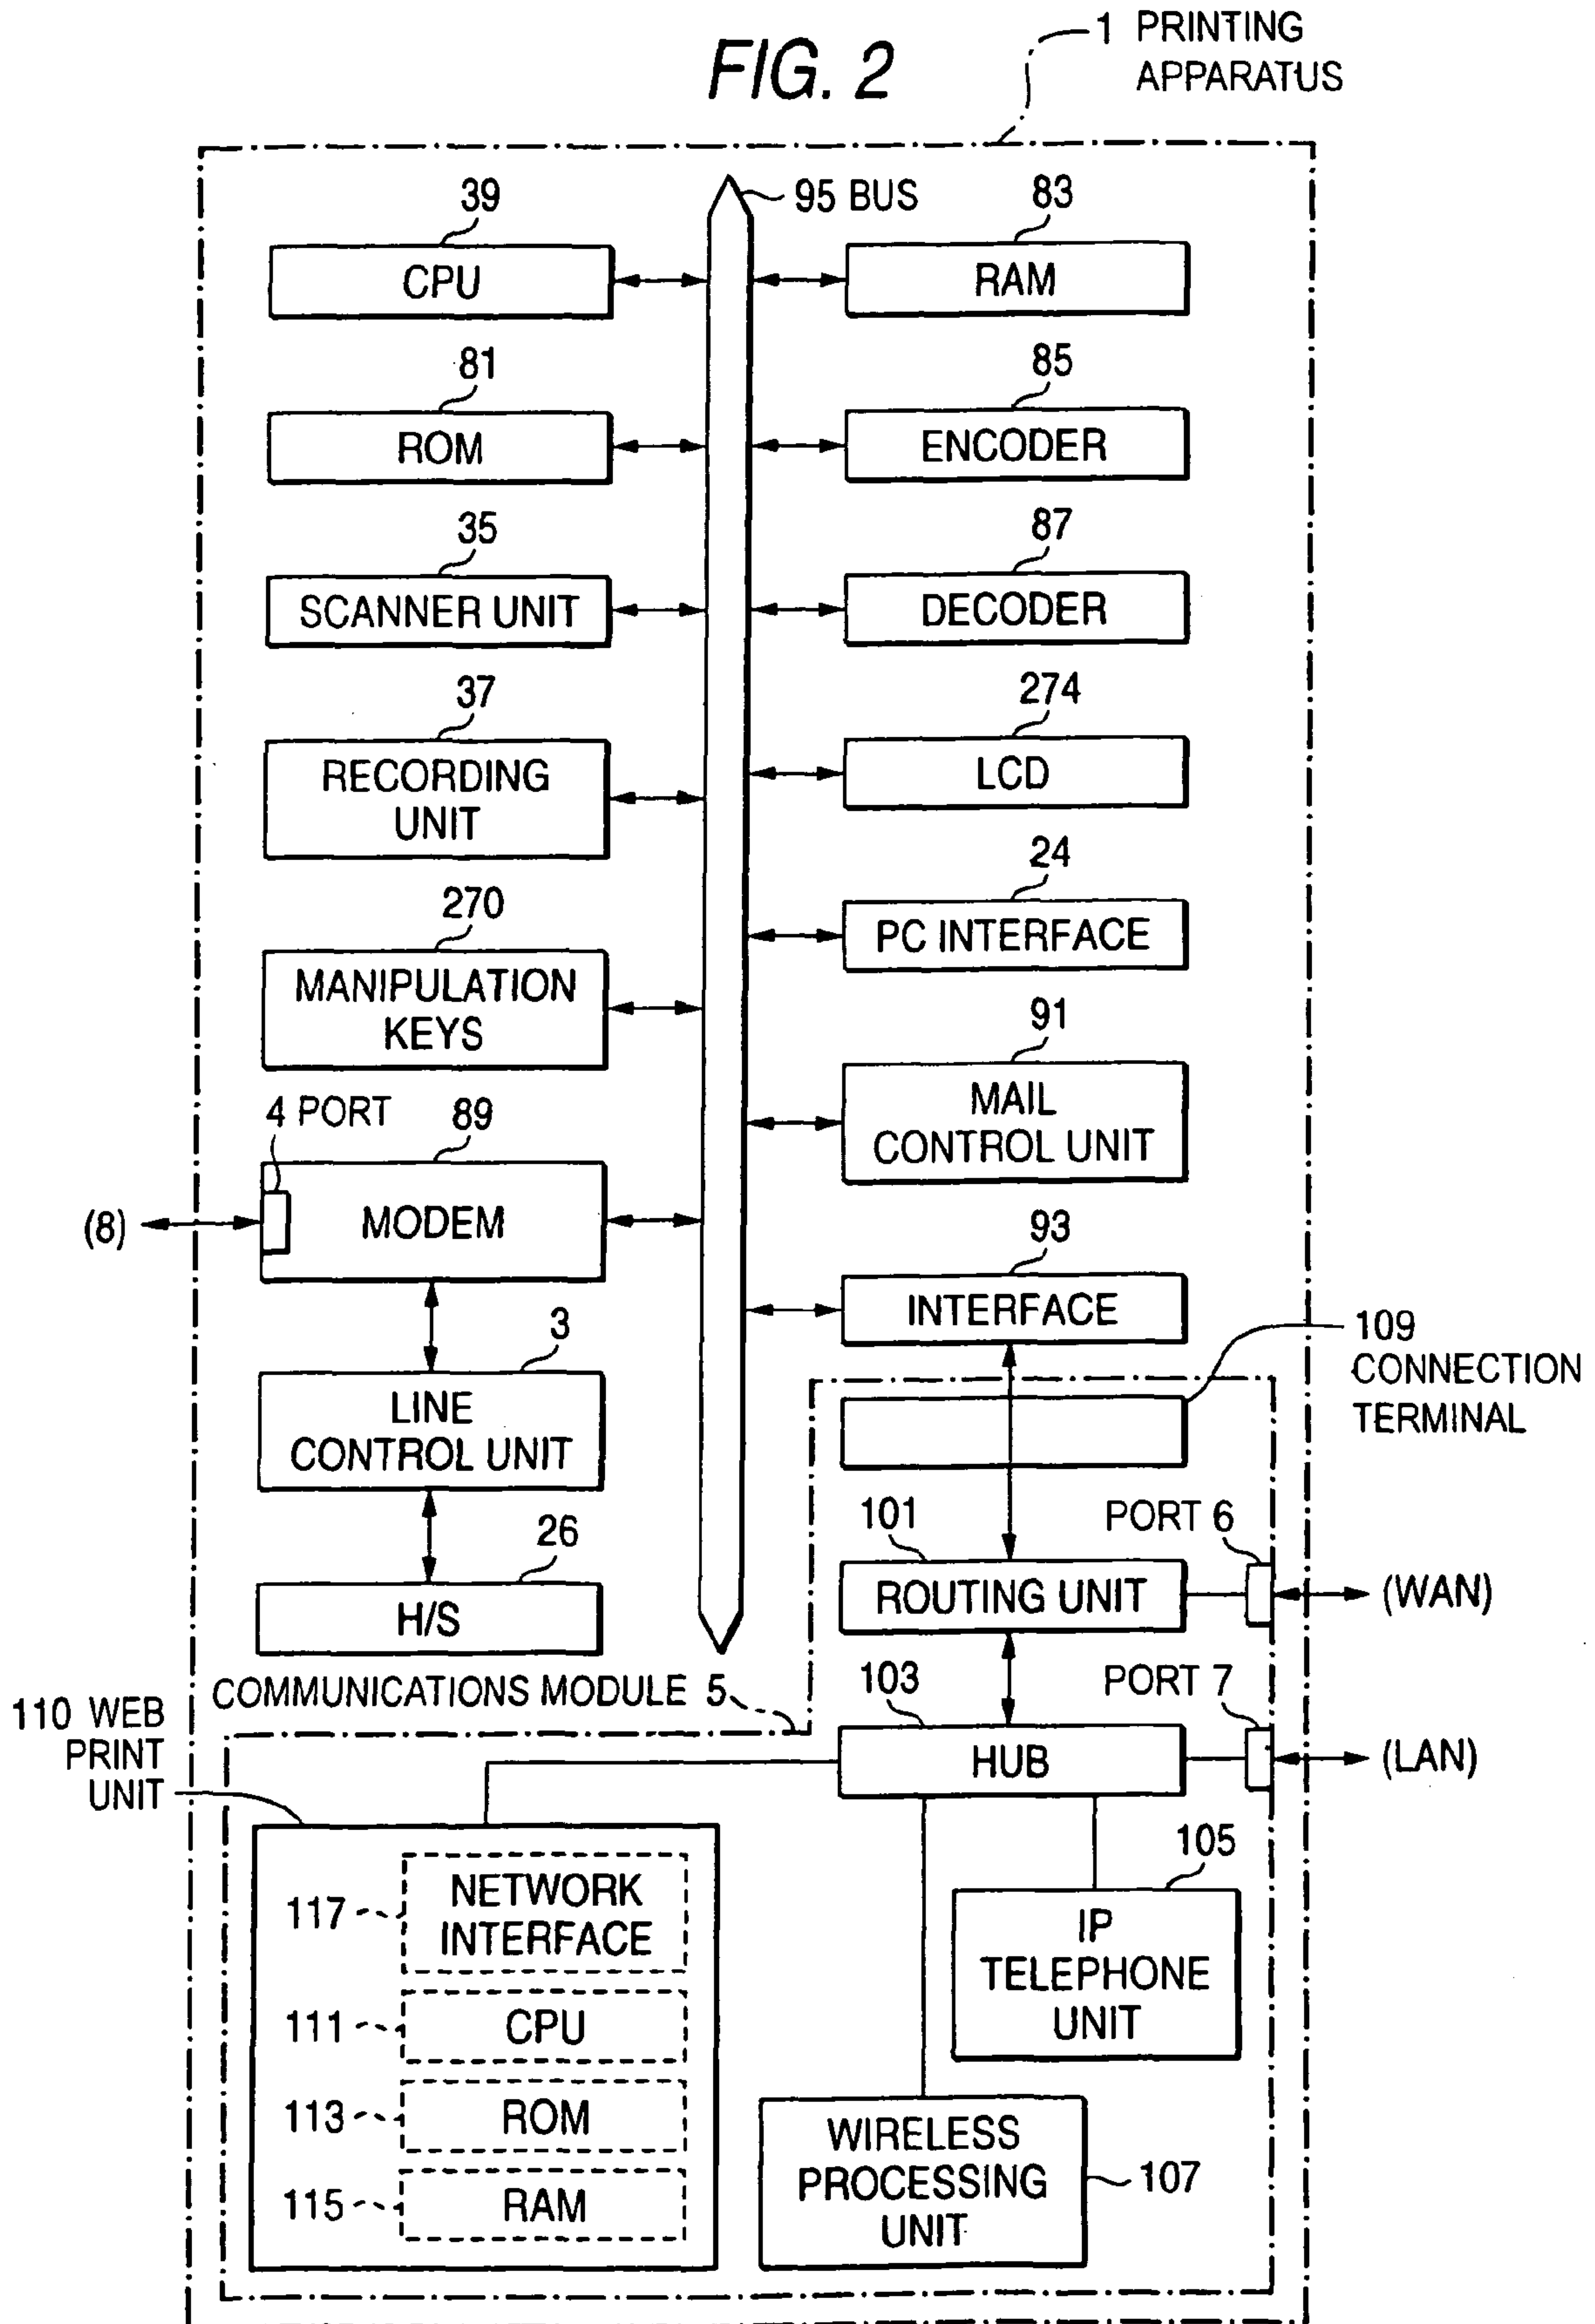 FIG. 2
1 PRINTING
APPARATUS
95 BUS
39
CPU
83
RAM
81
ROM
85
ENCODER
35
SCANNER UNIT
87
DECODER
37
RECORDING
UNIT
274
LCD
24
PC INTERFACE
270
MANIPULATION
KEYS
91
MAIL
CONTROL UNIT
4 PORT
89
MODEM
(8)
93
INTERFACE
3
LINE
CONTROL UNIT
109
CONNECTION
TERMINAL
26
H/S
101
ROUTING UNIT
PORT 6
(WAN)
COMMUNICATIONS MODULE 5
103
HUB
PORT 7
(LAN)
110 WEB
PRINT
UNIT
117
NETWORK
INTERFACE
111
CPU
113
ROM
115
RAM
105
IP
TELEPHONE
UNIT
WIRELESS
PROCESSING
UNIT
107